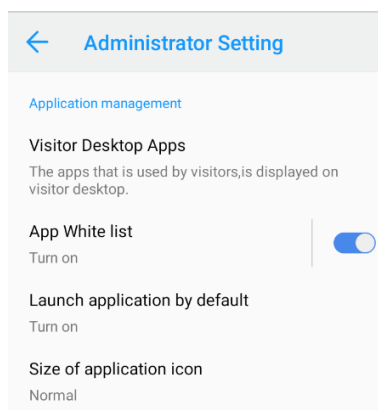 Administrator Setting
Application management
Visitor Desktop Apps
The apps that is used by visitors,is displayed on
visitor desktop.
App White list
Turn on
Launch application by default
Turn on
Size of application icon
Normal